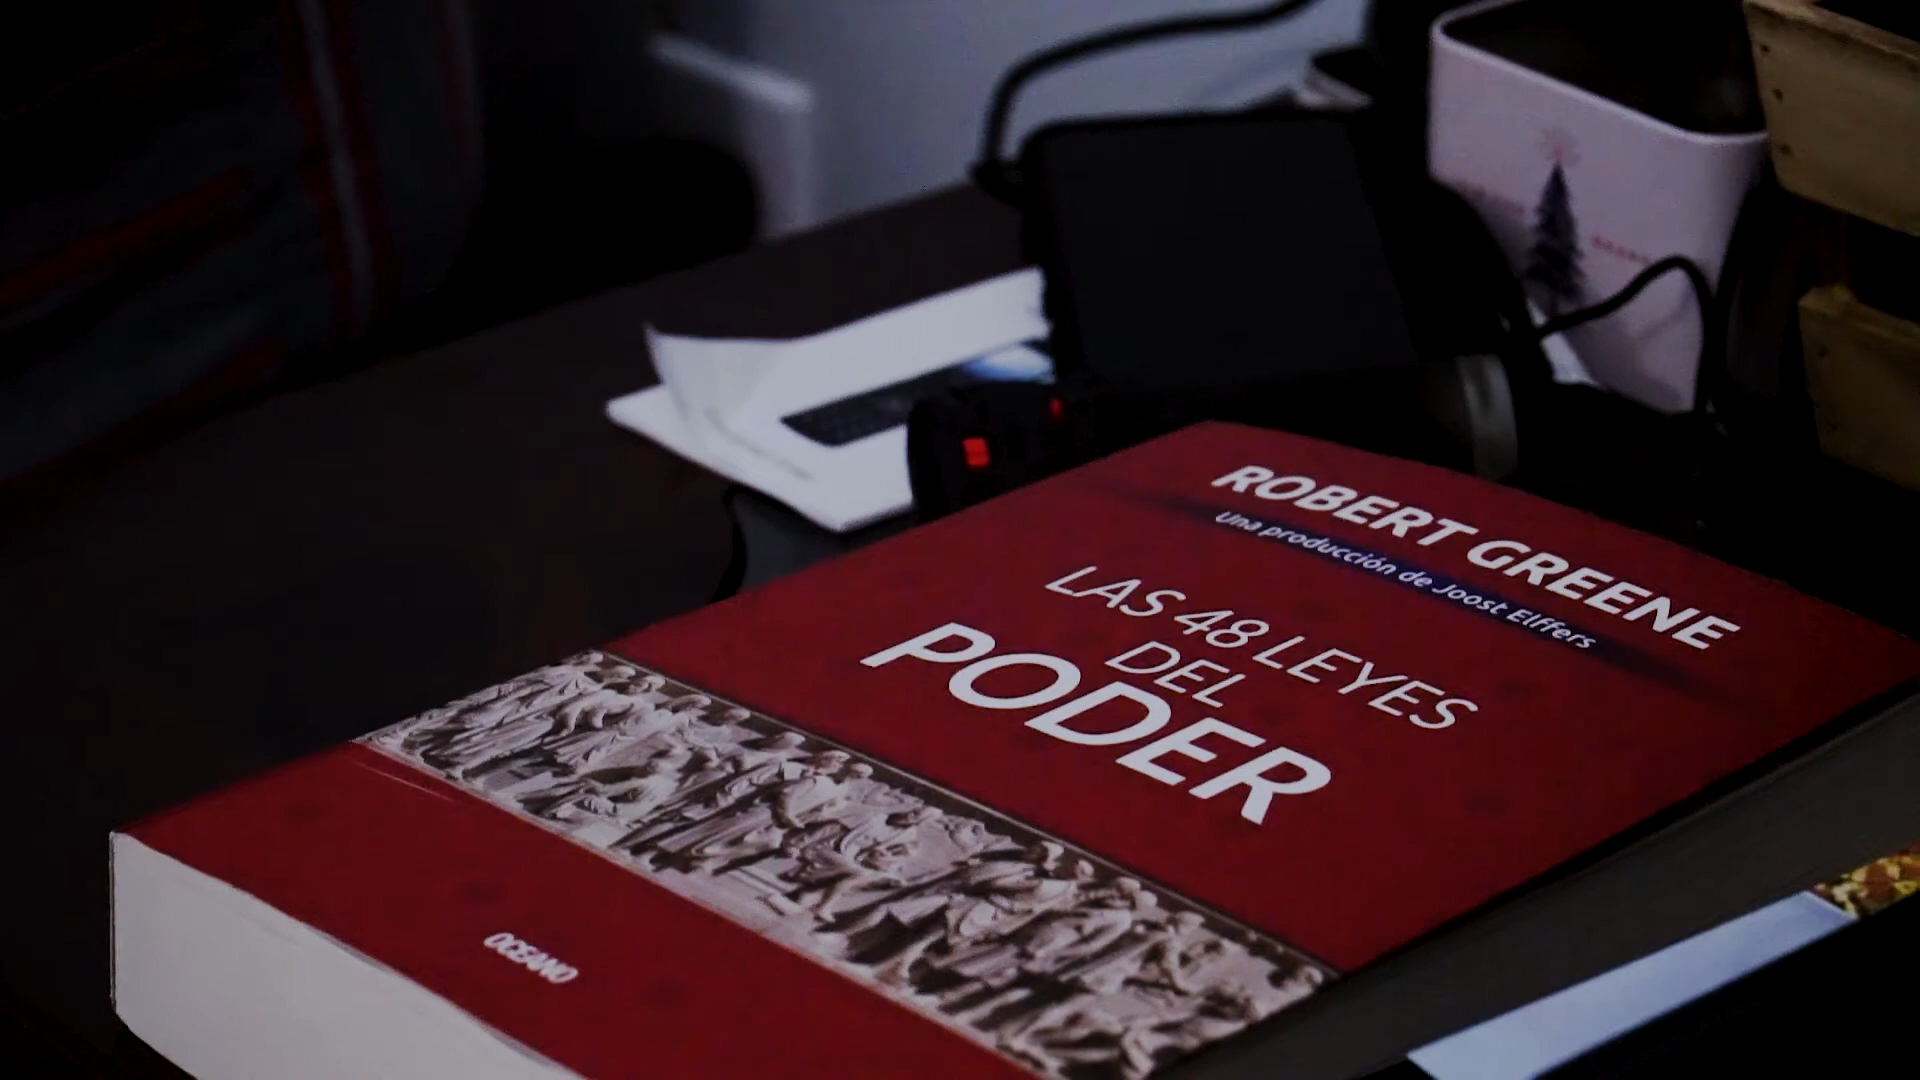 ROBERT GREENE
Una producción de Joost Elffers
LAS 48 LEYES
DEL
PODER
OCEANO